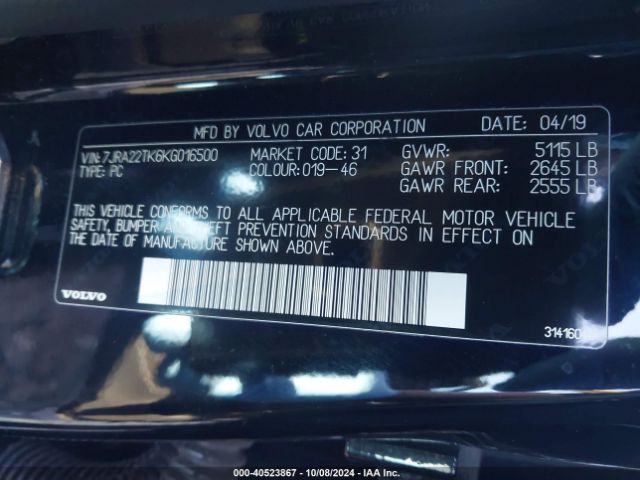 MFD BY VOLVO CAR CORPORATION DATE: 04/19
VIN: 7JRA22TK6KG016500 MARKET CODE: 31 GVWR: 5115 LB
TYPE: PC COLOUR: 019-46 GAWR FRONT: 2645 LB
GAWR REAR: 2555 LB
THIS VEHICLE CONFORMS TO ALL APPLICABLE FEDERAL MOTOR VEHICLE
SAFETY, BUMPER AND THEFT PREVENTION STANDARDS IN EFFECT ON
THE DATE OF MANUFACTURE SHOWN ABOVE.
VOLVO
000-40523867 | 10/08/2024 | IAA Inc.